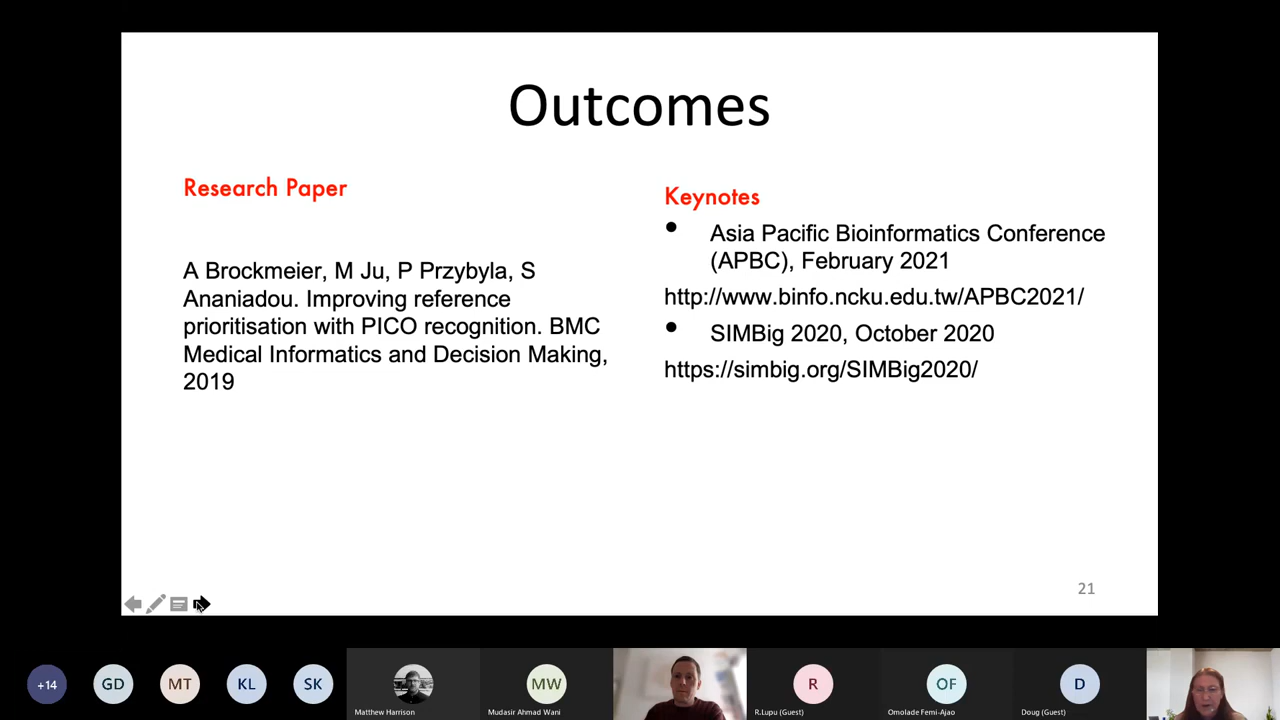 Outcomes
Research Paper
A Brockmeier, M Ju, P Przybyla, S
Ananiadou. Improving reference
prioritisation with PICO recognition. BMC
Medical Informatics and Decision Making,
2019
Keynotes
• Asia Pacific Bioinformatics Conference
(APBC), February 2021
http://www.binfo.ncku.edu.tw/APBC2021/
• SIMBig 2020, October 2020
https://simbig.org/SIMBig2020/
21
+14
GD
MT
KL
SK
Matthew Harrison
MW
Mudasir Ahmad Wani
R
R.Lupu (Guest)
OF
Omolade Femi-Ajao
D
Doug (Guest)